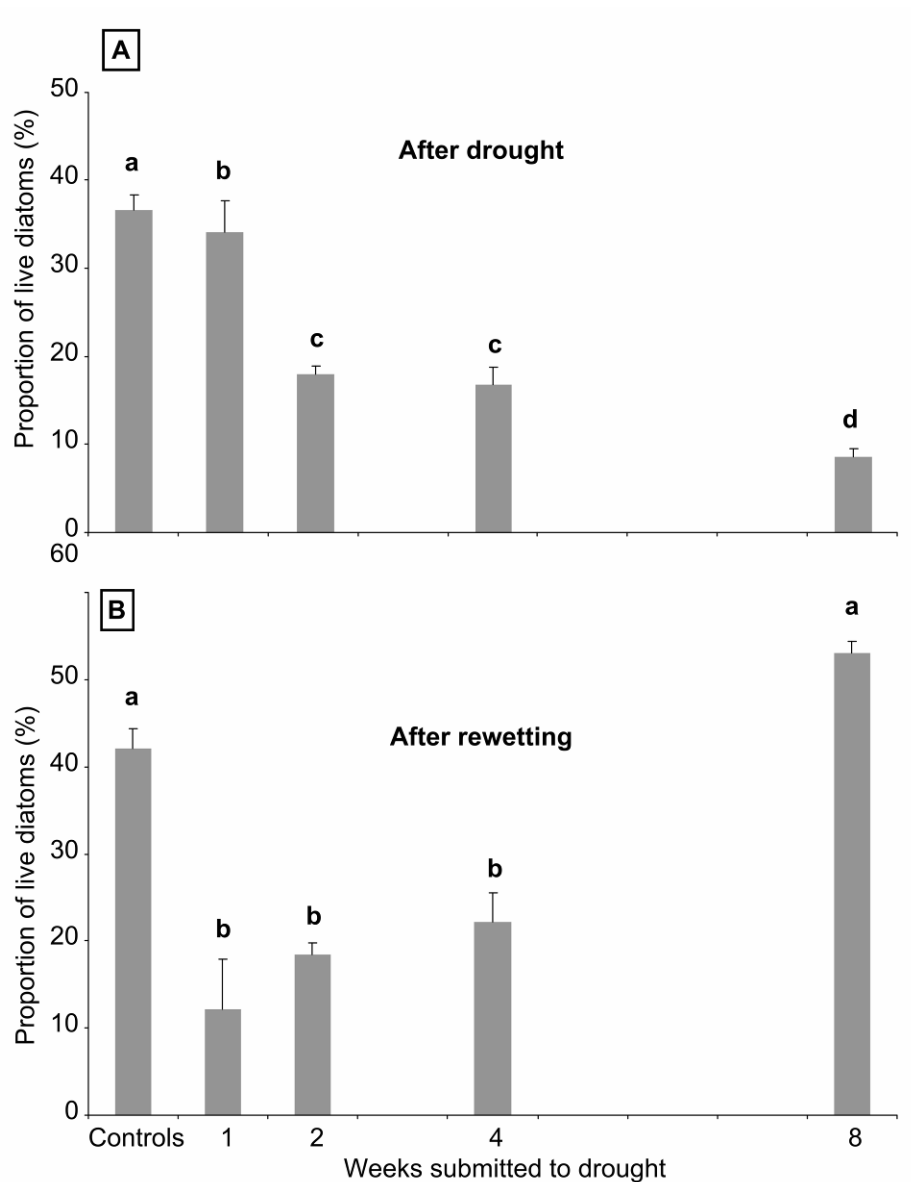 A
Proportion of live diatoms (%)
50
40
30
20
10
0
After drought
a
b
c
c
d
B
Proportion of live diatoms (%)
60
50
40
30
20
10
0
After rewetting
a
b
b
b
a
Controls 1 2 4 8
Weeks submitted to drought